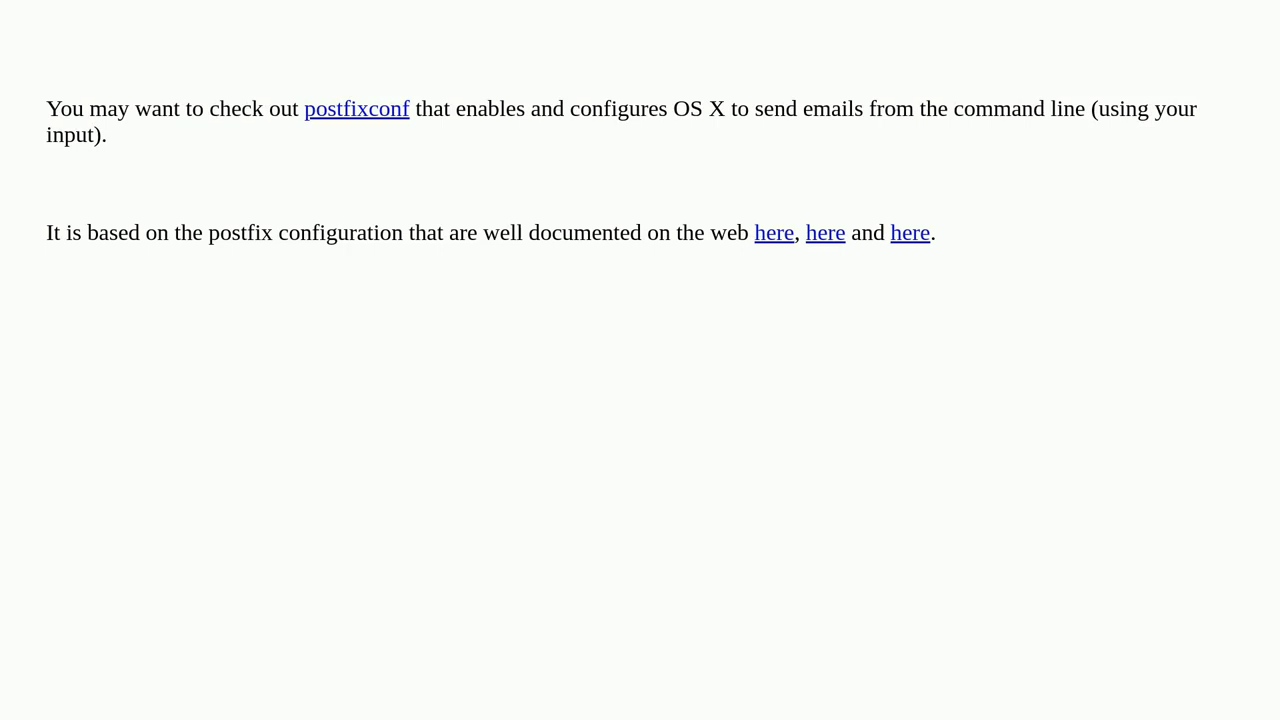 You may want to check out postfixconf that enables and configures OS X to send emails from the command line (using your
input).
It is based on the postfix configuration that are well documented on the web here, here and here.